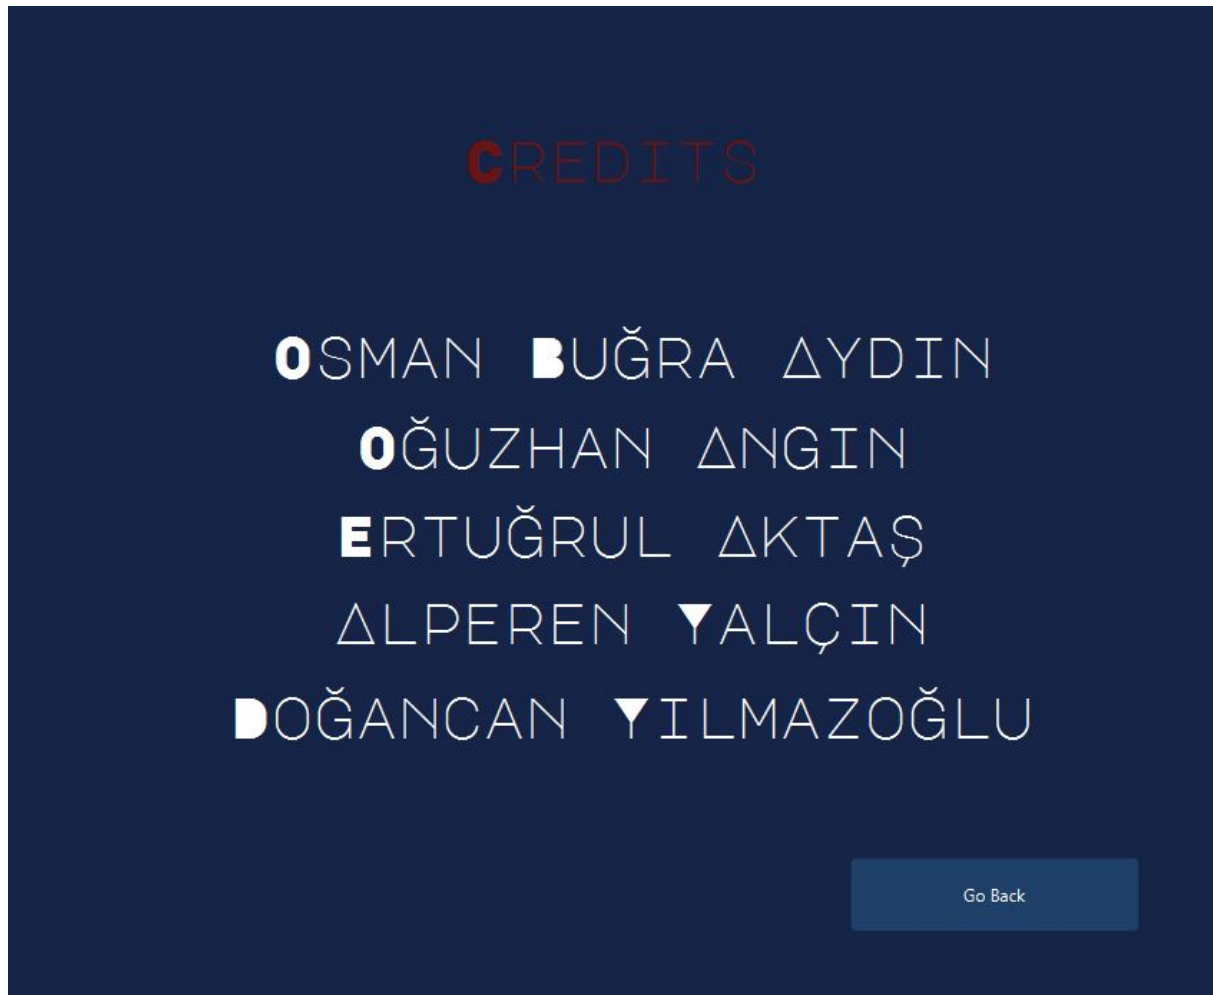 CREDITS
OSMAN BUĞRA AYDIN
OĞUZHAN ANGIN
ERTUĞRUL AKTAŞ
ALPEREN YALÇIN
DOĞANCAN YILMAZOĞLU
Go Back